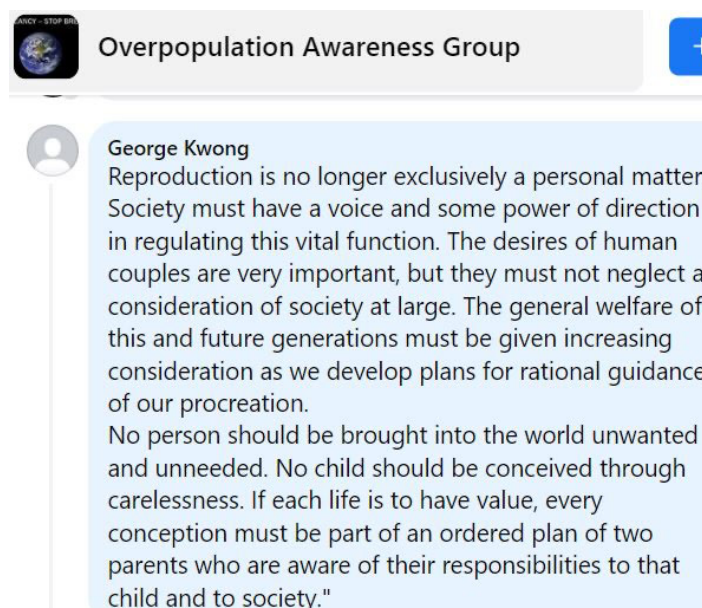 ANCY – STOP BRE
Overpopulation Awareness Group
George Kwong
Reproduction is no longer exclusively a personal matter
Society must have a voice and some power of direction
in regulating this vital function. The desires of human
couples are very important, but they must not neglect a
consideration of society at large. The general welfare of
this and future generations must be given increasing
consideration as we develop plans for rational guidance
of our procreation.
No person should be brought into the world unwanted
and unneeded. No child should be conceived through
carelessness. If each life is to have value, every
conception must be part of an ordered plan of two
parents who are aware of their responsibilities to that
child and to society."